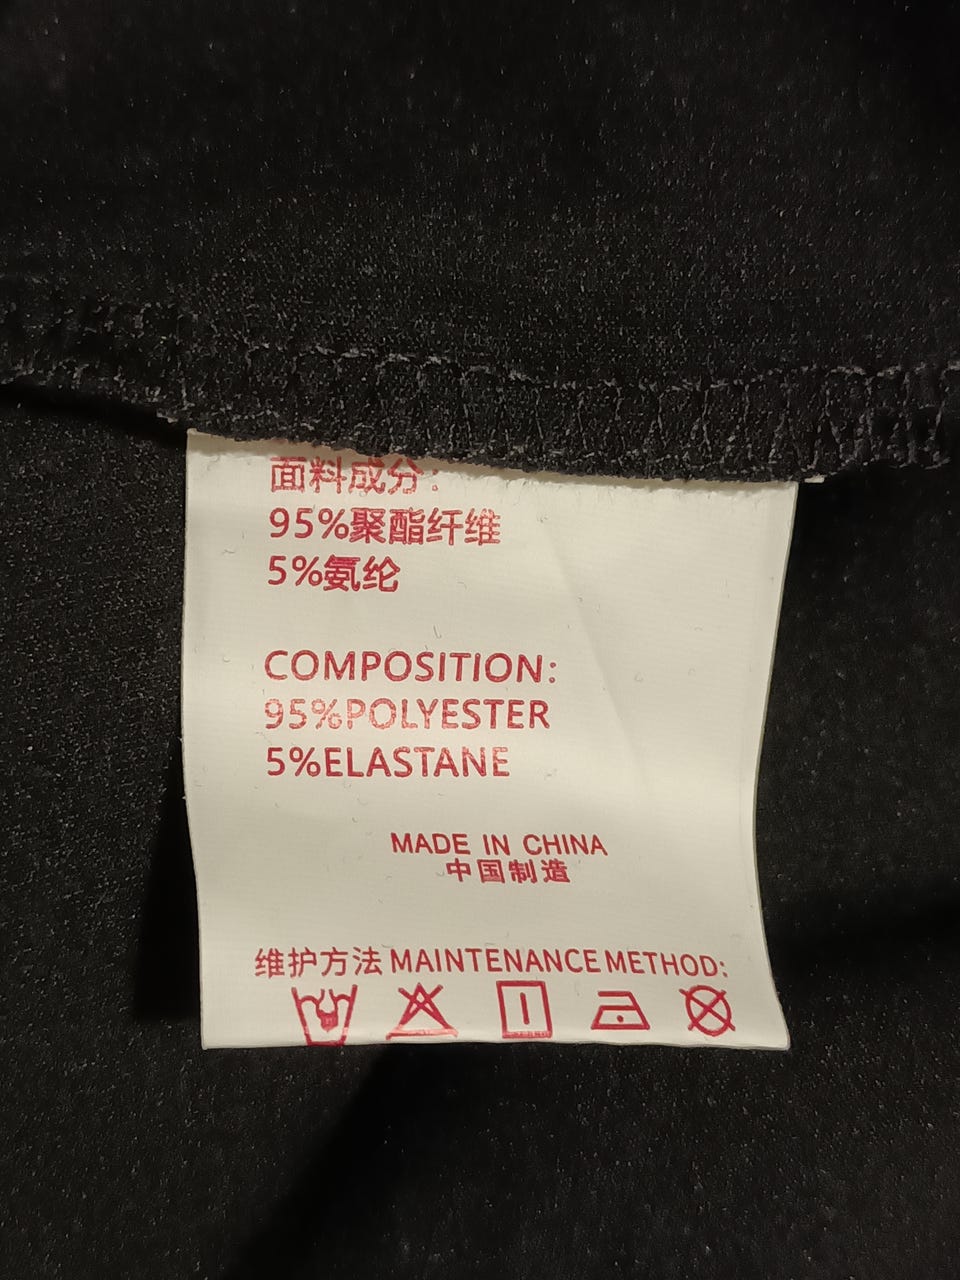 面料成分:
95%聚酯纤维
5%氨纶
COMPOSITION:
95%POLYESTER
5%ELASTANE
MADE IN CHINA
中国制造
维护方法 MAINTENANCE METHOD: